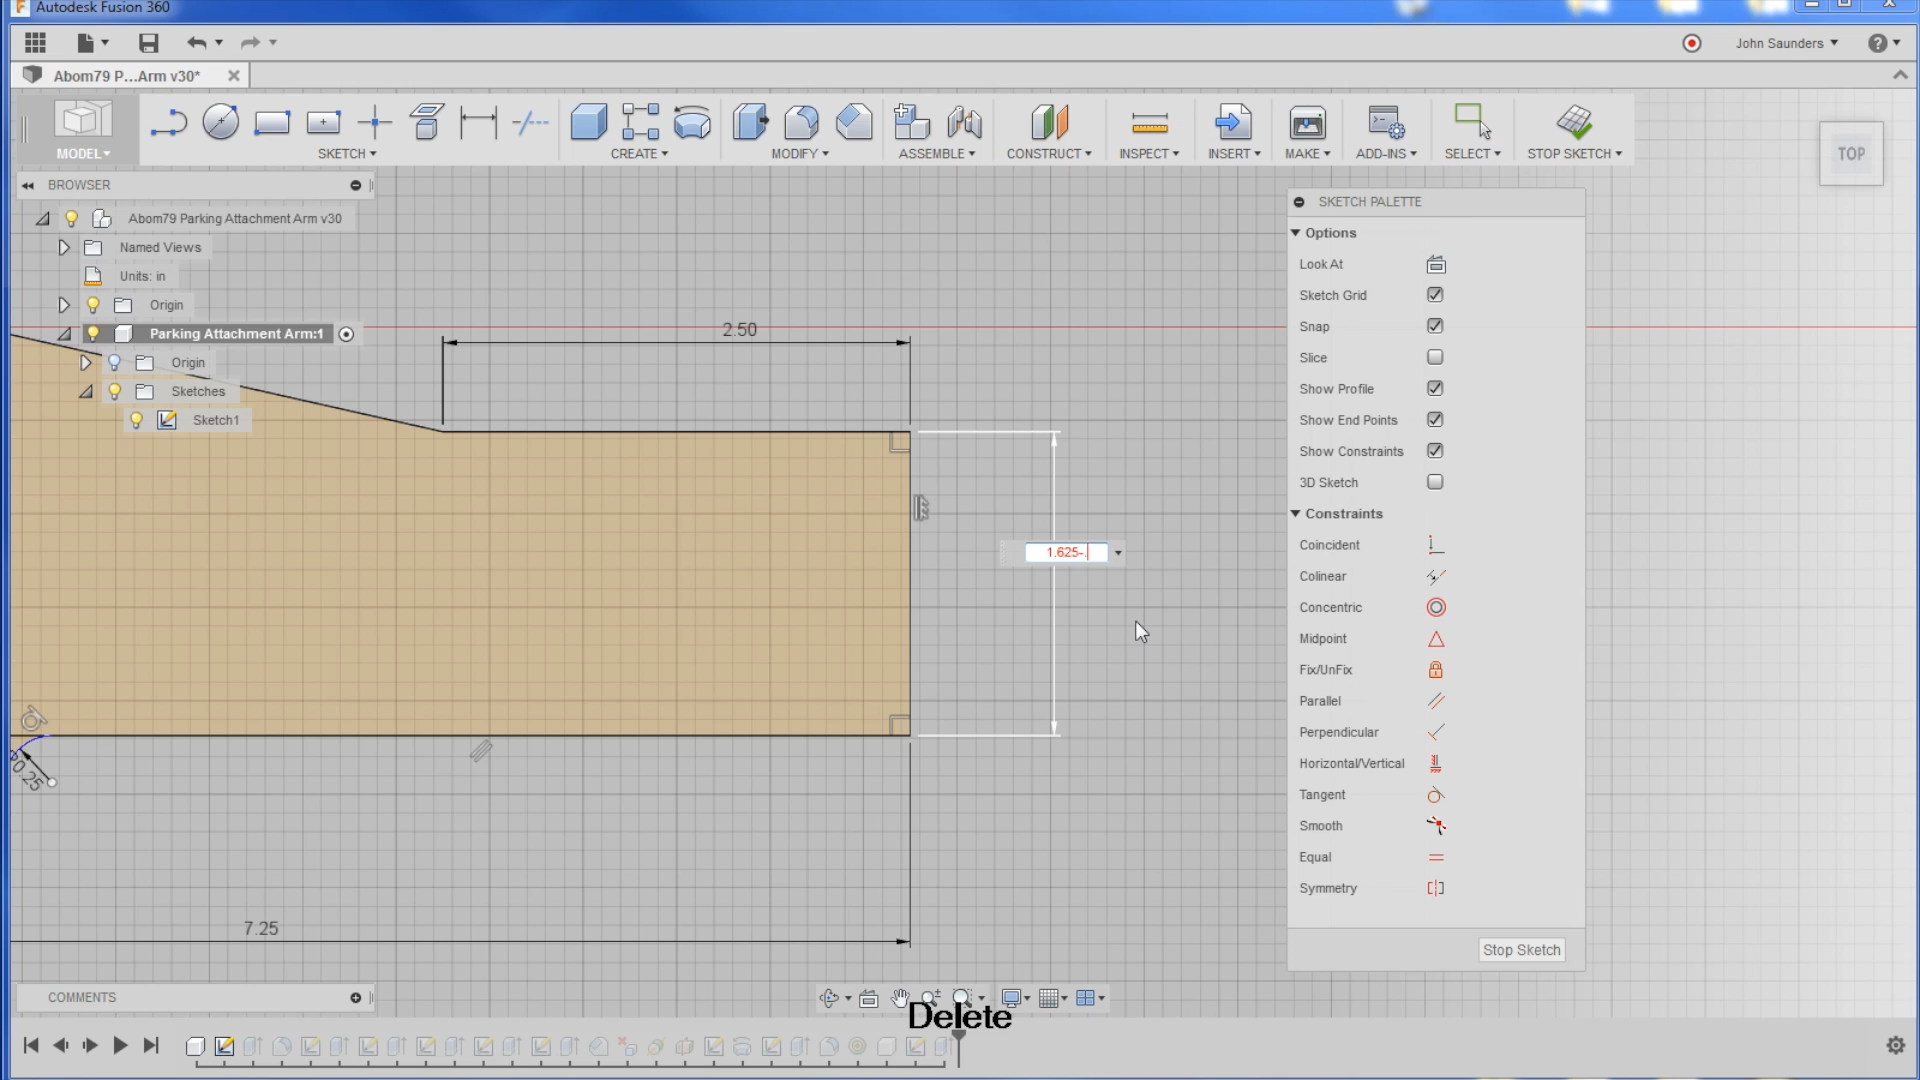 Autodesk Fusion 360
John Saunders
Abom79 P...Arm v30*
MODEL
SKETCH
CREATE
MODIFY
ASSEMBLE
CONSTRUCT
INSPECT
INSERT
MAKE
ADD-INS
SELECT
STOP SKETCH
TOP
BROWSER
Abom79 Parking Attachment Arm v30
Named Views
Units: in
Origin
Parking Attachment Arm:1
Origin
Sketches
Sketch1
2.50
1.625-.
0.25
7.25
SKETCH PALETTE
Options
Look At
Sketch Grid
Snap
Slice
Show Profile
Show End Points
Show Constraints
3D Sketch
Constraints
Coincident
Colinear
Concentric
Midpoint
Fix/UnFix
Parallel
Perpendicular
Horizontal/Vertical
Tangent
Smooth
Equal
Symmetry
Stop Sketch
COMMENTS
Delete